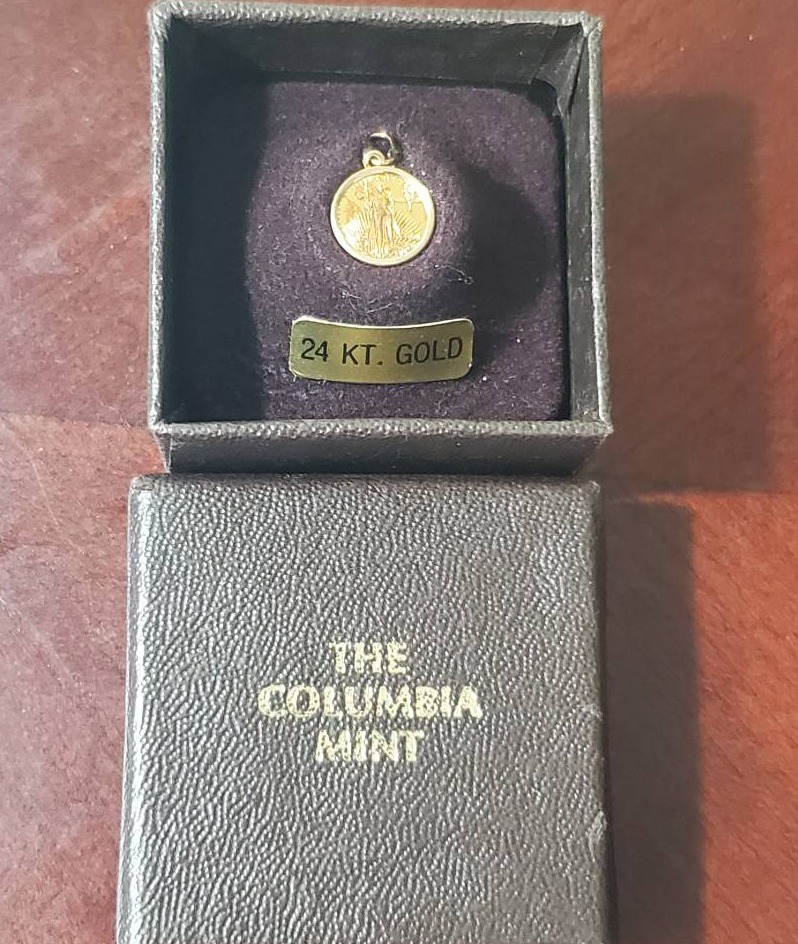 24 KT. GOLD
THE
COLUMBIA
MINT